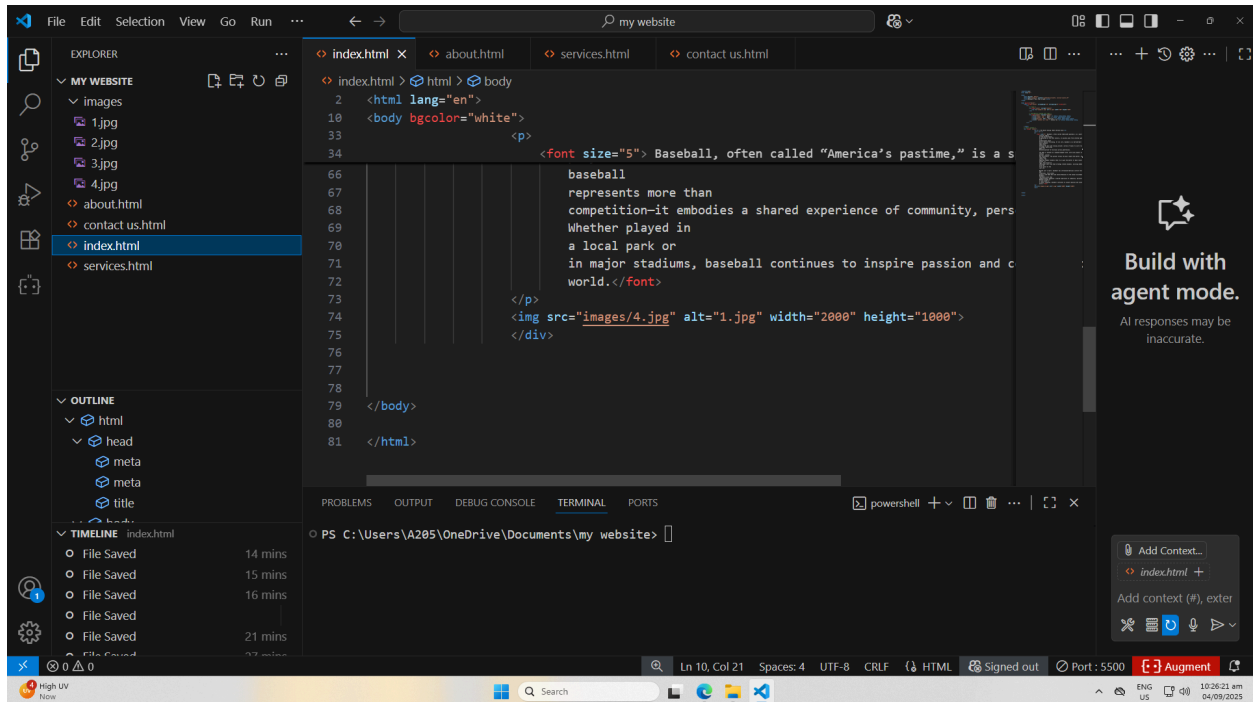 File Edit Selection View Go Run ··· my website
EXPLORER ···
MY WEBSITE
images
1.jpg
2.jpg
3.jpg
4.jpg
about.html
contact us.html
index.html
services.html
OUTLINE
html
head
meta
meta
title
body
TIMELINE index.html
File Saved 14 mins
File Saved 15 mins
File Saved 16 mins
File Saved
File Saved 21 mins
File Saved 27 mins
index.html about.html services.html contact us.html
index.html > html > body
2 <html lang="en">
10 <body bgcolor="white">
33 <p>
34 <font size="5"> Baseball, often called “America’s pastime,” is a s
66 baseball
67 represents more than
68 competition—it embodies a shared experience of community, pers
69 Whether played in
70 a local park or
71 in major stadiums, baseball continues to inspire passion and c
72 world.</font>
73 </p>
74 <img src="images/4.jpg" alt="1.jpg" width="2000" height="1000">
75 </div>
76
77
78
79 </body>
80
81 </html>
PROBLEMS OUTPUT DEBUG CONSOLE TERMINAL PORTS powershell
PS C:\Users\A205\OneDrive\Documents\my website>
Build with
agent mode.
AI responses may be
inaccurate.
Add Context...
index.html +
Add context (#), exter
1
0 0 Ln 10, Col 21 Spaces: 4 UTF-8 CRLF HTML Signed out Port : 5500 Augment
High UV
Now
Search
ENG
US
10:26:21 am
04/09/2025